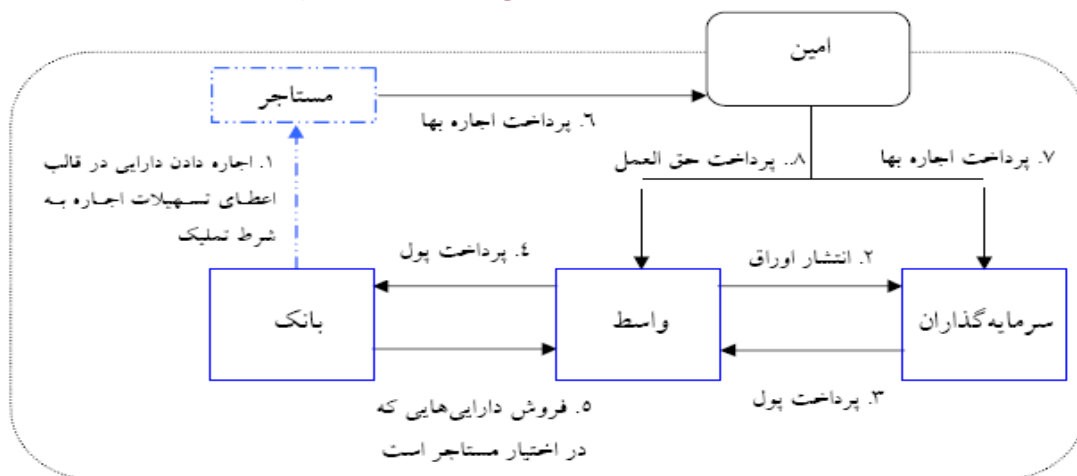 امین
مستاجر
۶. پرداخت اجاره بها
۱. اجاره دادن دارایی در قالب
اعطای تسهیلات اجاره به
شرط تملیک
۸.. پرداخت حق العمل
۷. پرداخت اجاره بها
۴. پرداخت پول
۲. انتشار اوراق
بانک
واسط
سرمایه‌گذاران
۵. فروش دارایی‌هایی که
در اختیار مستاجر است
۳. پرداخت پول